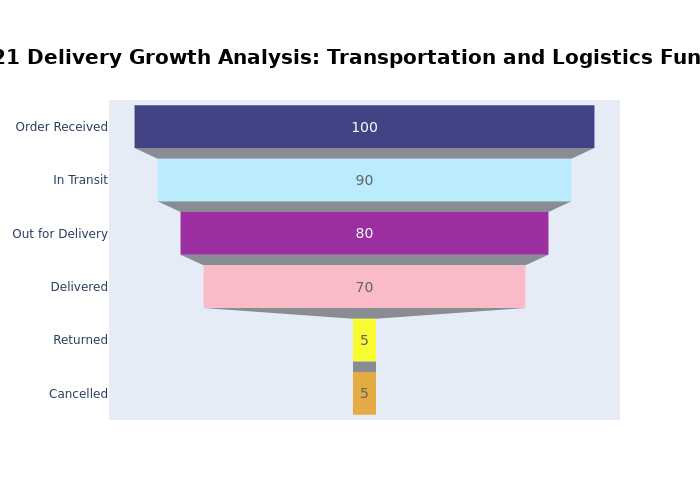 21 Delivery Growth Analysis: Transportation and Logistics Fun
Order Received 100
In Transit 90
Out for Delivery 80
Delivered 70
Returned 5
Cancelled 5